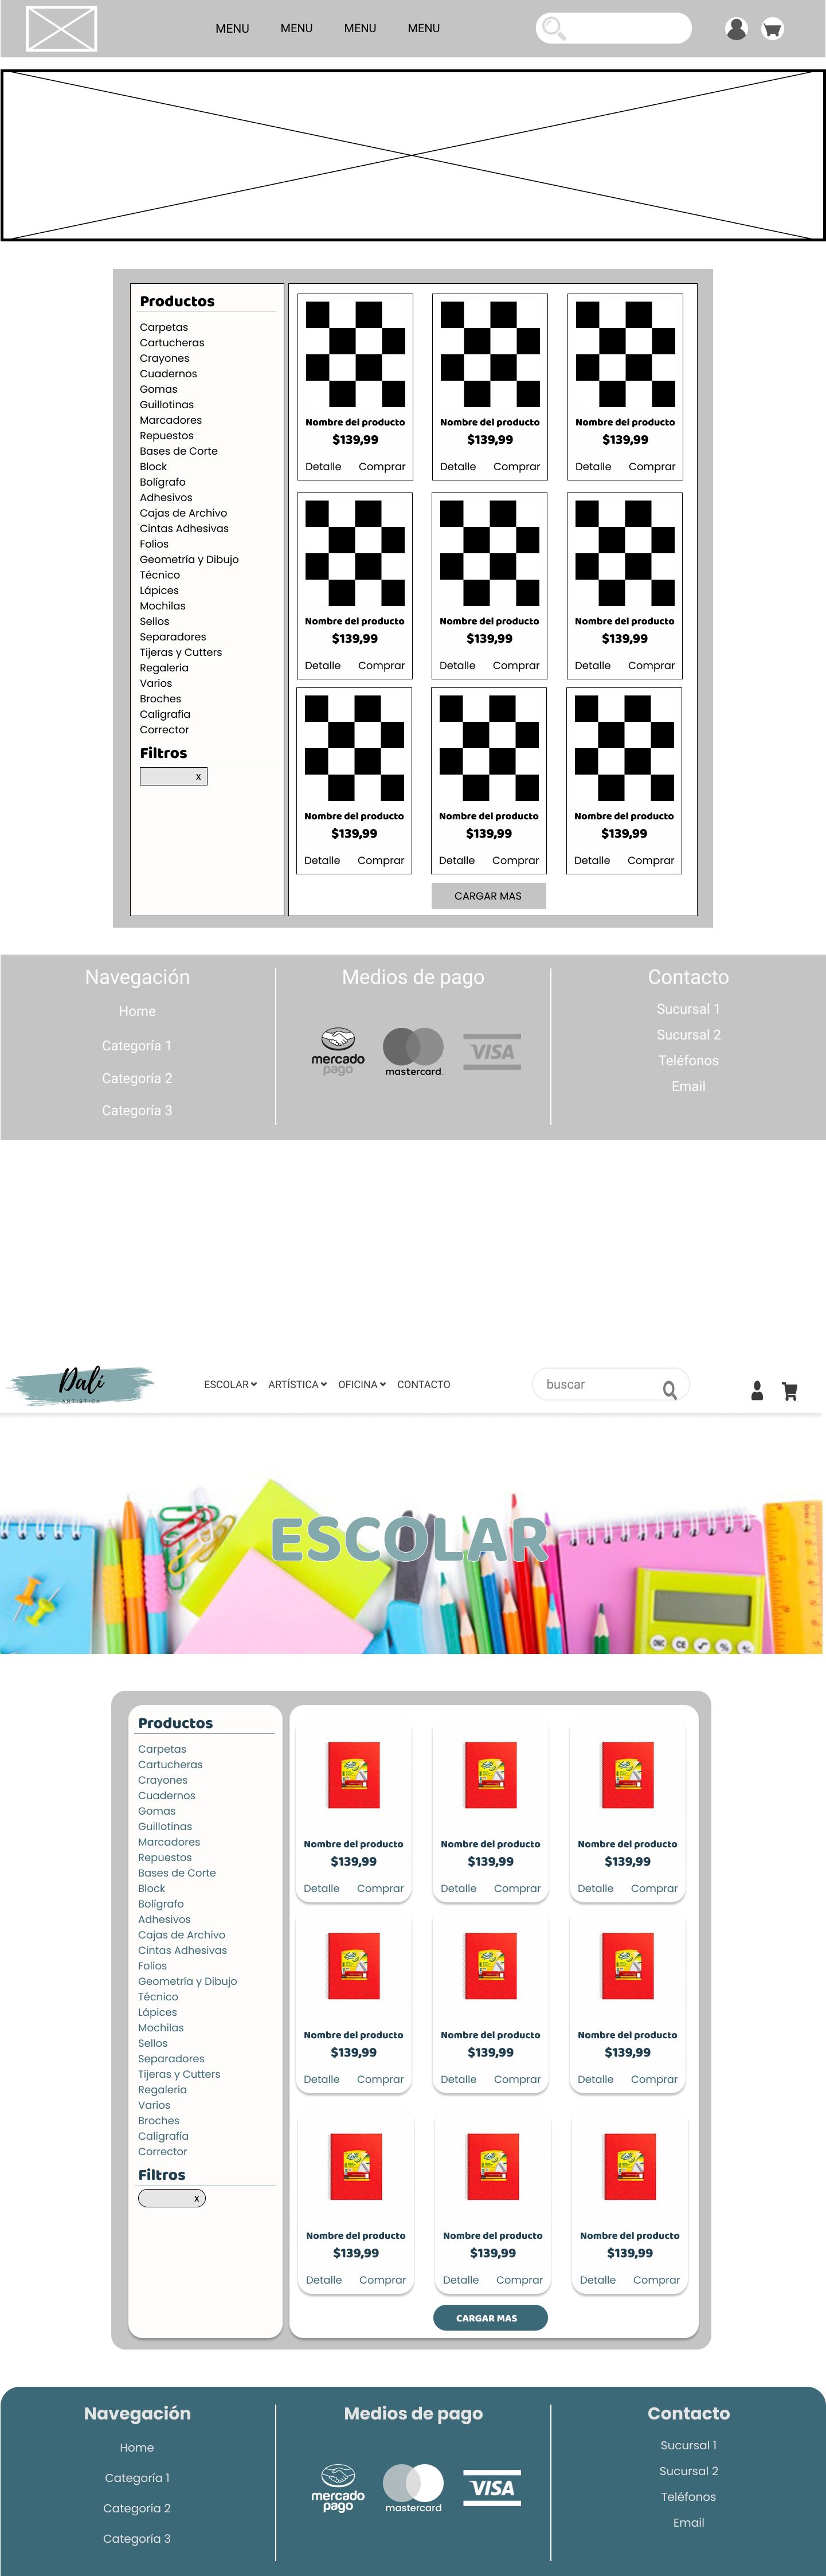 MENU MENU MENU MENU
Productos
Carpetas
Cartucheras
Crayones
Cuadernos
Gomas
Guillotinas
Marcadores
Repuestos
Bases de Corte
Block
Bolígrafo
Adhesivos
Cajas de Archivo
Cintas Adhesivas
Folios
Geometría y Dibujo
Técnico
Lápices
Mochilas
Sellos
Separadores
Tijeras y Cutters
Regaleria
Varios
Broches
Caligrafía
Corrector
Filtros
x
Nombre del producto Nombre del producto Nombre del producto
$139,99 $139,99 $139,99
Detalle Comprar Detalle Comprar Detalle Comprar
Nombre del producto Nombre del producto Nombre del producto
$139,99 $139,99 $139,99
Detalle Comprar Detalle Comprar Detalle Comprar
Nombre del producto Nombre del producto Nombre del producto
$139,99 $139,99 $139,99
Detalle Comprar Detalle Comprar Detalle Comprar
CARGAR MAS
Navegación
Home
Categoría 1
Categoría 2
Categoría 3
Medios de pago
mercado
pago
mastercard.
VISA
Contacto
Sucursal 1
Sucursal 2
Teléfonos
Email
Dalí
ARTÍSTICA
ESCOLAR ARTÍSTICA OFICINA CONTACTO
buscar
ESCOLAR
Productos
Carpetas
Cartucheras
Crayones
Cuadernos
Gomas
Guillotinas
Marcadores
Repuestos
Bases de Corte
Block
Bolígrafo
Adhesivos
Cajas de Archivo
Cintas Adhesivas
Folios
Geometría y Dibujo
Técnico
Lápices
Mochilas
Sellos
Separadores
Tijeras y Cutters
Regaleria
Varios
Broches
Caligrafía
Corrector
Filtros
x
Nombre del producto Nombre del producto Nombre del producto
$139,99 $139,99 $139,99
Detalle Comprar Detalle Comprar Detalle Comprar
Nombre del producto Nombre del producto Nombre del producto
$139,99 $139,99 $139,99
Detalle Comprar Detalle Comprar Detalle Comprar
Nombre del producto Nombre del producto Nombre del producto
$139,99 $139,99 $139,99
Detalle Comprar Detalle Comprar Detalle Comprar
CARGAR MAS
Navegación
Home
Categoría 1
Categoría 2
Categoría 3
Medios de pago
mercado
pago
mastercard
VISA
Contacto
Sucursal 1
Sucursal 2
Teléfonos
Email